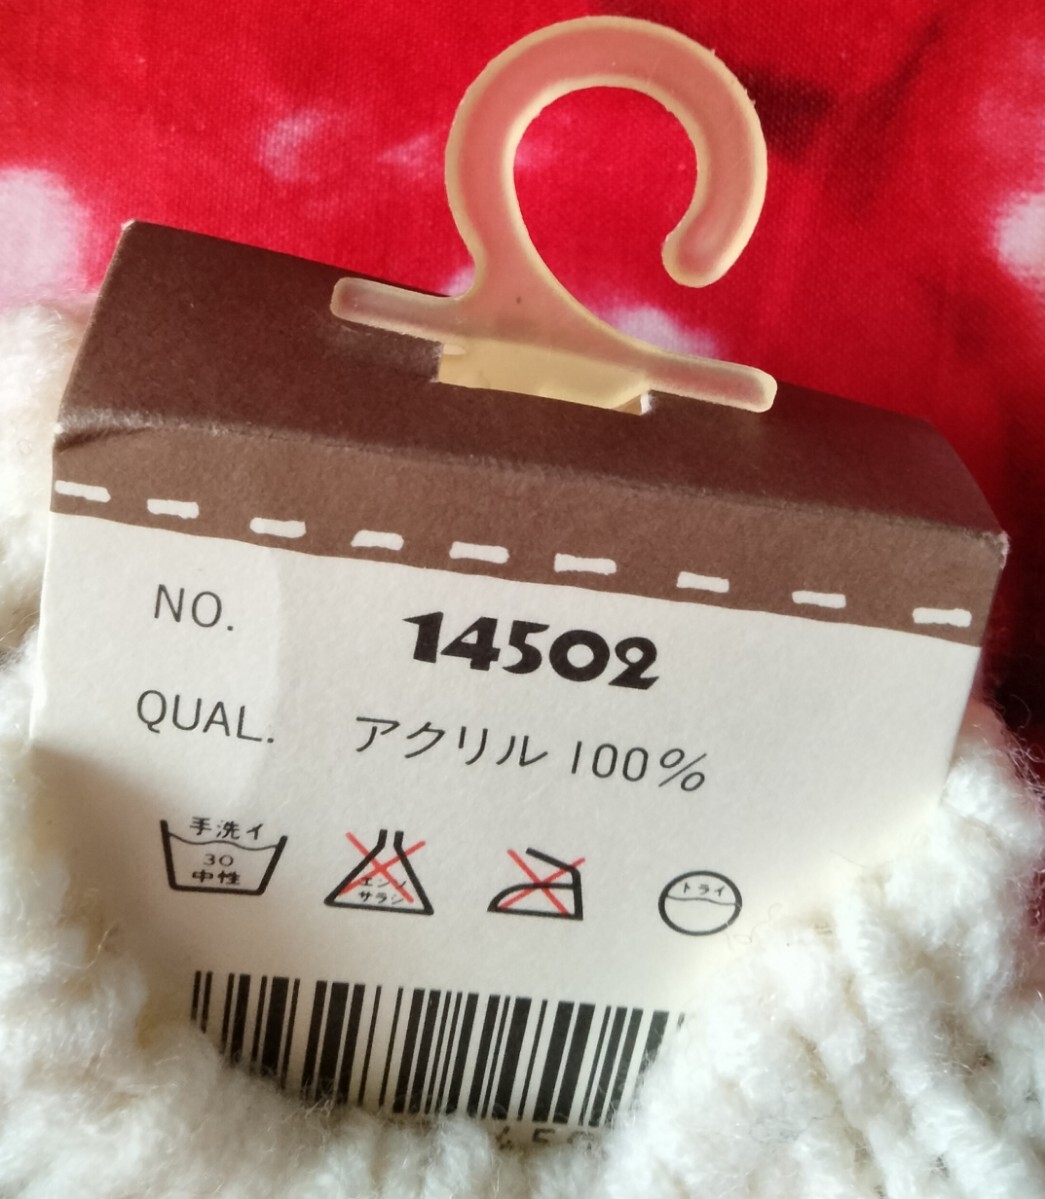 NO. 14502
QUAL. アクリル 100%
手洗イ
30
中性
エンソ
サラシ
ドライ